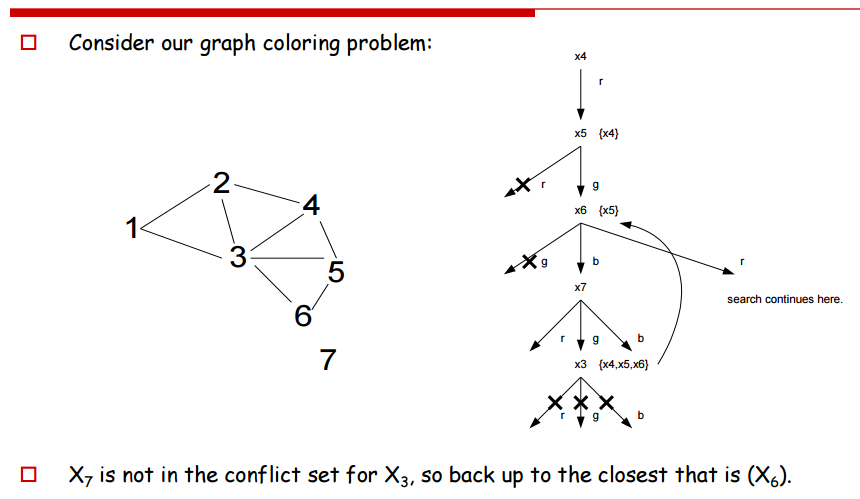 Consider our graph coloring problem:
x4
r
x5 {x4}
r
g
x6 {x5}
g
b
r
search continues here.
x7
r
g
b
x3 {x4,x5,x6}
r
g
b
2
4
1
3
5
6
7
X7 is not in the conflict set for X3, so back up to the closest that is (X6).